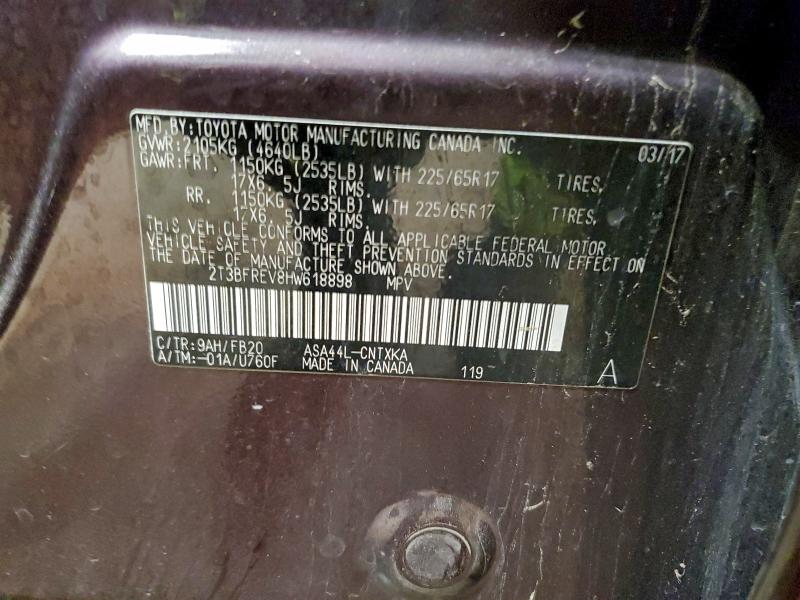 MFD.BY:TOYOTA MOTOR MANUFACTURING CANADA INC. 03/17
GVWR:2105KG (4640LB)
GAWR:FRT. 1150KG (2535LB) WITH 225/65R17 TIRES,
17X6.5J RIMS.
RR. 1150KG (2535LB) WITH 225/65R17 TIRES,
17X6.5J RIMS.
THIS VEHICLE CONFORMS TO ALL APPLICABLE FEDERAL MOTOR
VEHICLE SAFETY AND THEFT PREVENTION STANDARDS IN EFFECT ON
THE DATE OF MANUFACTURE SHOWN ABOVE.
2T3BFREV8HW618898 MPV
C/TR:9AH/FB20 ASA44L-CNTXKA
A/TM:-01A/U760F MADE IN CANADA 119 A